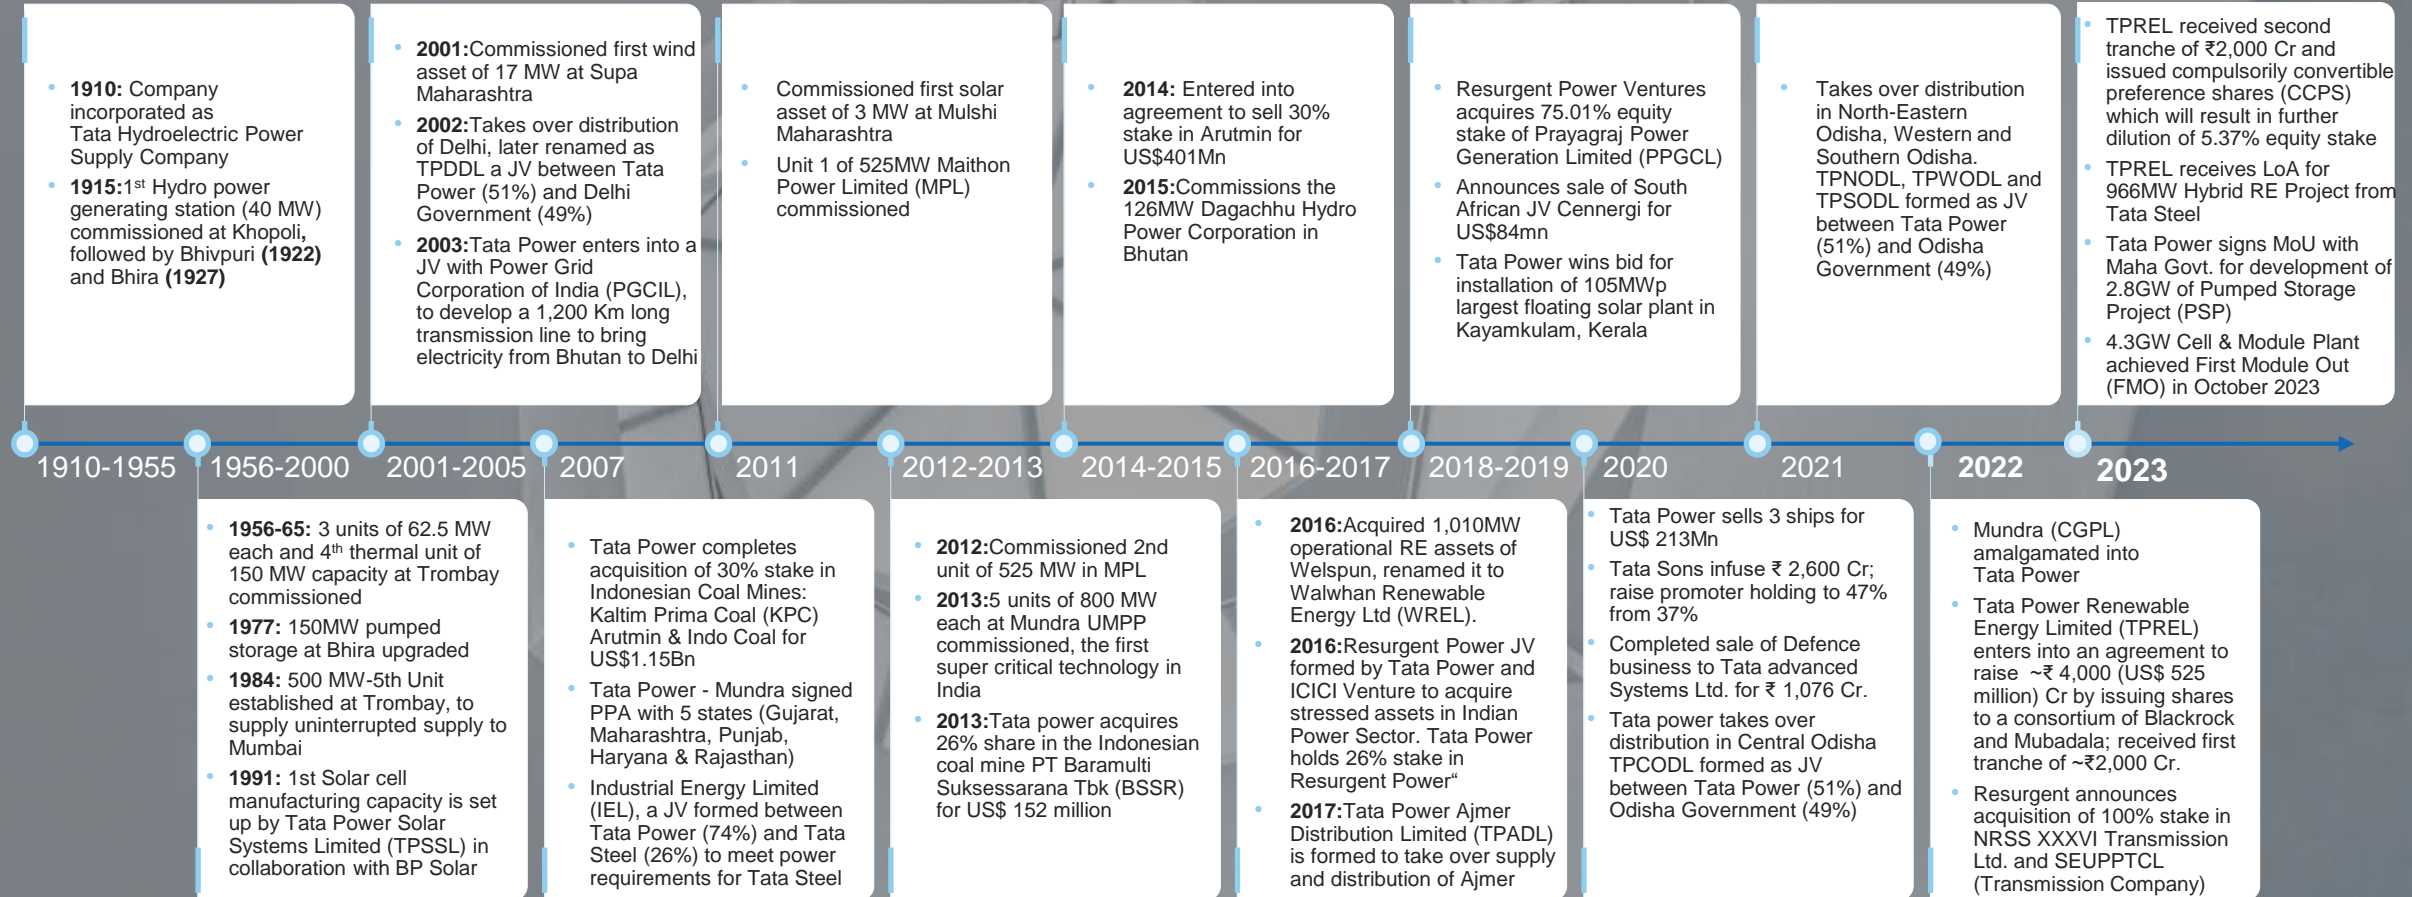 • 1910: Company
incorporated as
Tata Hydroelectric Power
Supply Company
• 1915:1st Hydro power
generating station (40 MW)
commissioned at Khopoli,
followed by Bhivpuri (1922)
and Bhira (1927)
• 2001:Commissioned first wind
asset of 17 MW at Supa
Maharashtra
• 2002:Takes over distribution
of Delhi, later renamed as
TPDDL a JV between Tata
Power (51%) and Delhi
Government (49%)
• 2003:Tata Power enters into a
JV with Power Grid
Corporation of India (PGCIL),
to develop a 1,200 Km long
transmission line to bring
electricity from Bhutan to Delhi
• Commissioned first solar
asset of 3 MW at Mulshi
Maharashtra
• Unit 1 of 525MW Maithon
Power Limited (MPL)
commissioned
• 2014: Entered into
agreement to sell 30%
stake in Arutmin for
US$401Mn
• 2015:Commissions the
126MW Dagachhu Hydro
Power Corporation in
Bhutan
• Resurgent Power Ventures
acquires 75.01% equity
stake of Prayagraj Power
Generation Limited (PPGCL)
• Announces sale of South
African JV Cennergi for
US$84mn
• Tata Power wins bid for
installation of 105MWp
largest floating solar plant in
Kayamkulam, Kerala
• Takes over distribution
in North-Eastern
Odisha, Western and
Southern Odisha.
TPNODL, TPWODL and
TPSODL formed as JV
between Tata Power
(51%) and Odisha
Government (49%)
• TPREL received second
tranche of ₹2,000 Cr and
issued compulsorily convertible
preference shares (CCPS)
which will result in further
dilution of 5.37% equity stake
• TPREL receives LoA for
966MW Hybrid RE Project from
Tata Steel
• Tata Power signs MoU with
Maha Govt. for development of
2.8GW of Pumped Storage
Project (PSP)
• 4.3GW Cell & Module Plant
achieved First Module Out
(FMO) in October 2023
1910-1955 1956-2000 2001-2005 2007 2011 2012-2013 2014-2015 2016-2017 2018-2019 2020 2021 2022 2023
• 1956-65: 3 units of 62.5 MW
each and 4th thermal unit of
150 MW capacity at Trombay
commissioned
• 1977: 150MW pumped
storage at Bhira upgraded
• 1984: 500 MW-5th Unit
established at Trombay, to
supply uninterrupted supply to
Mumbai
• 1991: 1st Solar cell
manufacturing capacity is set
up by Tata Power Solar
Systems Limited (TPSSL) in
collaboration with BP Solar
• Tata Power completes
acquisition of 30% stake in
Indonesian Coal Mines:
Kaltim Prima Coal (KPC)
Arutmin & Indo Coal for
US$1.15Bn
• Tata Power - Mundra signed
PPA with 5 states (Gujarat,
Maharashtra, Punjab,
Haryana & Rajasthan)
• Industrial Energy Limited
(IEL), a JV formed between
Tata Power (74%) and Tata
Steel (26%) to meet power
requirements for Tata Steel
• 2012:Commissioned 2nd
unit of 525 MW in MPL
• 2013:5 units of 800 MW
each at Mundra UMPP
commissioned, the first
super critical technology in
India
• 2013:Tata power acquires
26% share in the Indonesian
coal mine PT Baramulti
Suksessarana Tbk (BSSR)
for US$ 152 million
• 2016:Acquired 1,010MW
operational RE assets of
Welspun, renamed it to
Walwhan Renewable
Energy Ltd (WREL).
• 2016:Resurgent Power JV
formed by Tata Power and
ICICI Venture to acquire
stressed assets in Indian
Power Sector. Tata Power
holds 26% stake in
Resurgent Power“
• 2017:Tata Power Ajmer
Distribution Limited (TPADL)
is formed to take over supply
and distribution of Ajmer
• Tata Power sells 3 ships for
US$ 213Mn
• Tata Sons infuse ₹ 2,600 Cr;
raise promoter holding to 47%
from 37%
• Completed sale of Defence
business to Tata advanced
Systems Ltd. for ₹ 1,076 Cr.
• Tata power takes over
distribution in Central Odisha
TPCODL formed as JV
between Tata Power (51%) and
Odisha Government (49%)
• Mundra (CGPL)
amalgamated into
Tata Power
• Tata Power Renewable
Energy Limited (TPREL)
enters into an agreement to
raise ~₹ 4,000 (US$ 525
million) Cr by issuing shares
to a consortium of Blackrock
and Mubadala; received first
tranche of ~₹2,000 Cr.
• Resurgent announces
acquisition of 100% stake in
NRSS XXXVI Transmission
Ltd. and SEUPPTCL
(Transmission Company)